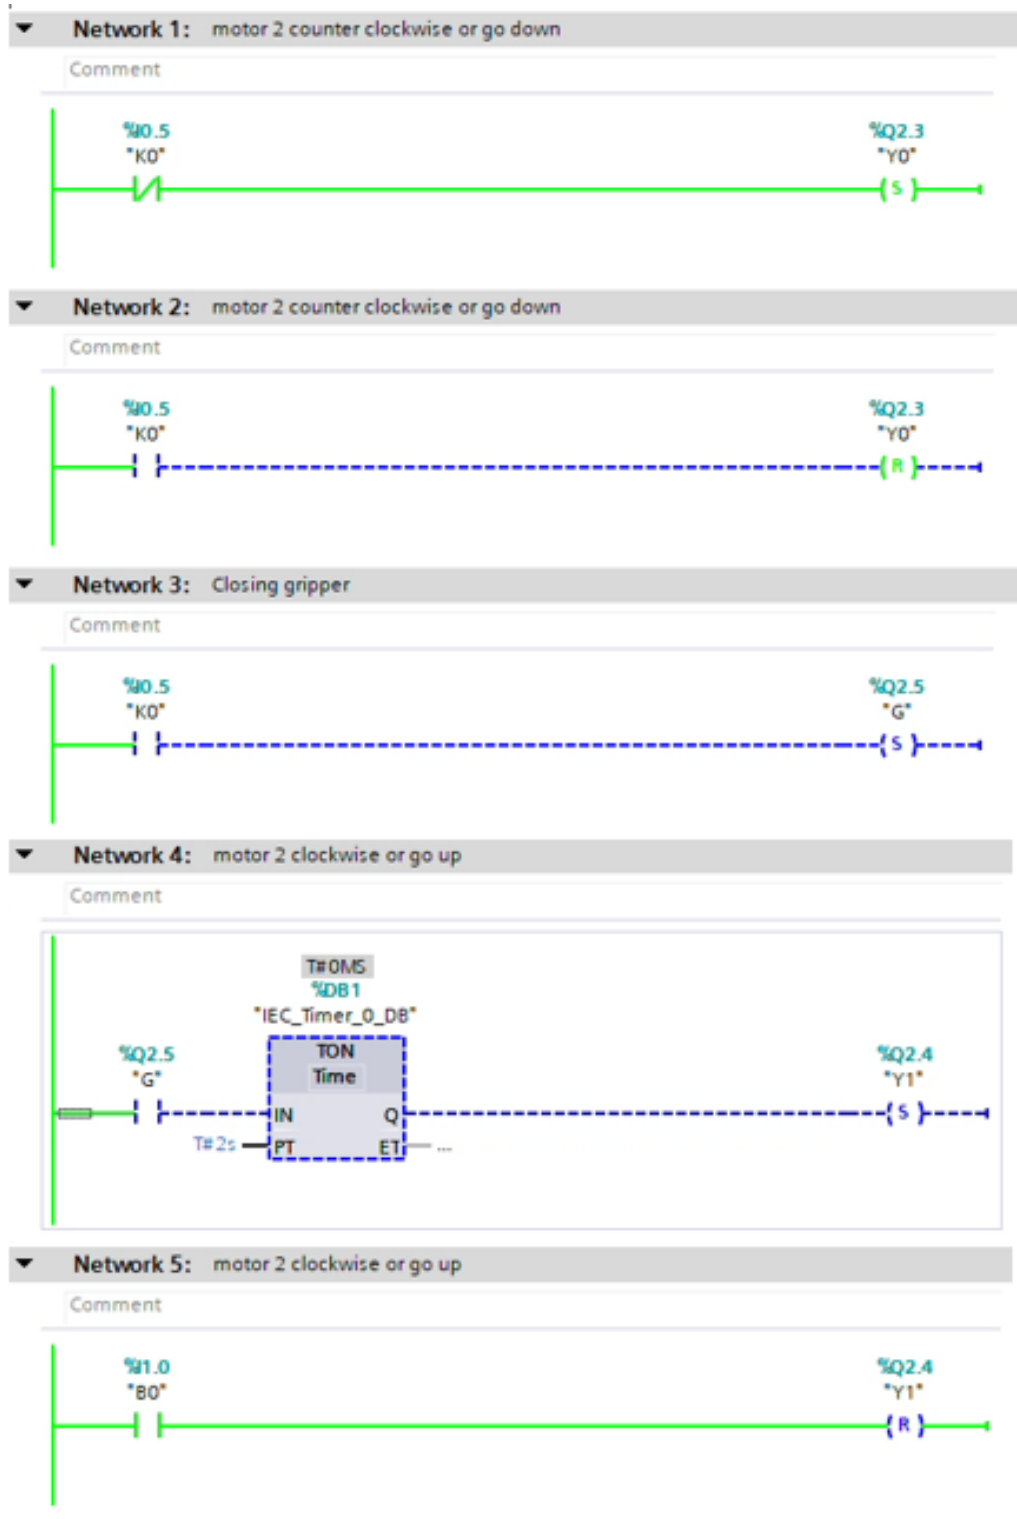 Network 1: motor 2 counter clockwise or go down
Comment
%I0.5
"K0"
%Q2.3
"Y0"
S
Network 2: motor 2 counter clockwise or go down
Comment
%I0.5
"K0"
%Q2.3
"Y0"
R
Network 3: Closing gripper
Comment
%I0.5
"K0"
%Q2.5
"G"
S
Network 4: motor 2 clockwise or go up
Comment
T#0MS
%DB1
"IEC_Timer_0_DB"
%Q2.5
"G"
TON
Time
%Q2.4
"Y1"
IN Q
S
T#2s PT ET ...
Network 5: motor 2 clockwise or go up
Comment
%I1.0
"B0"
%Q2.4
"Y1"
R